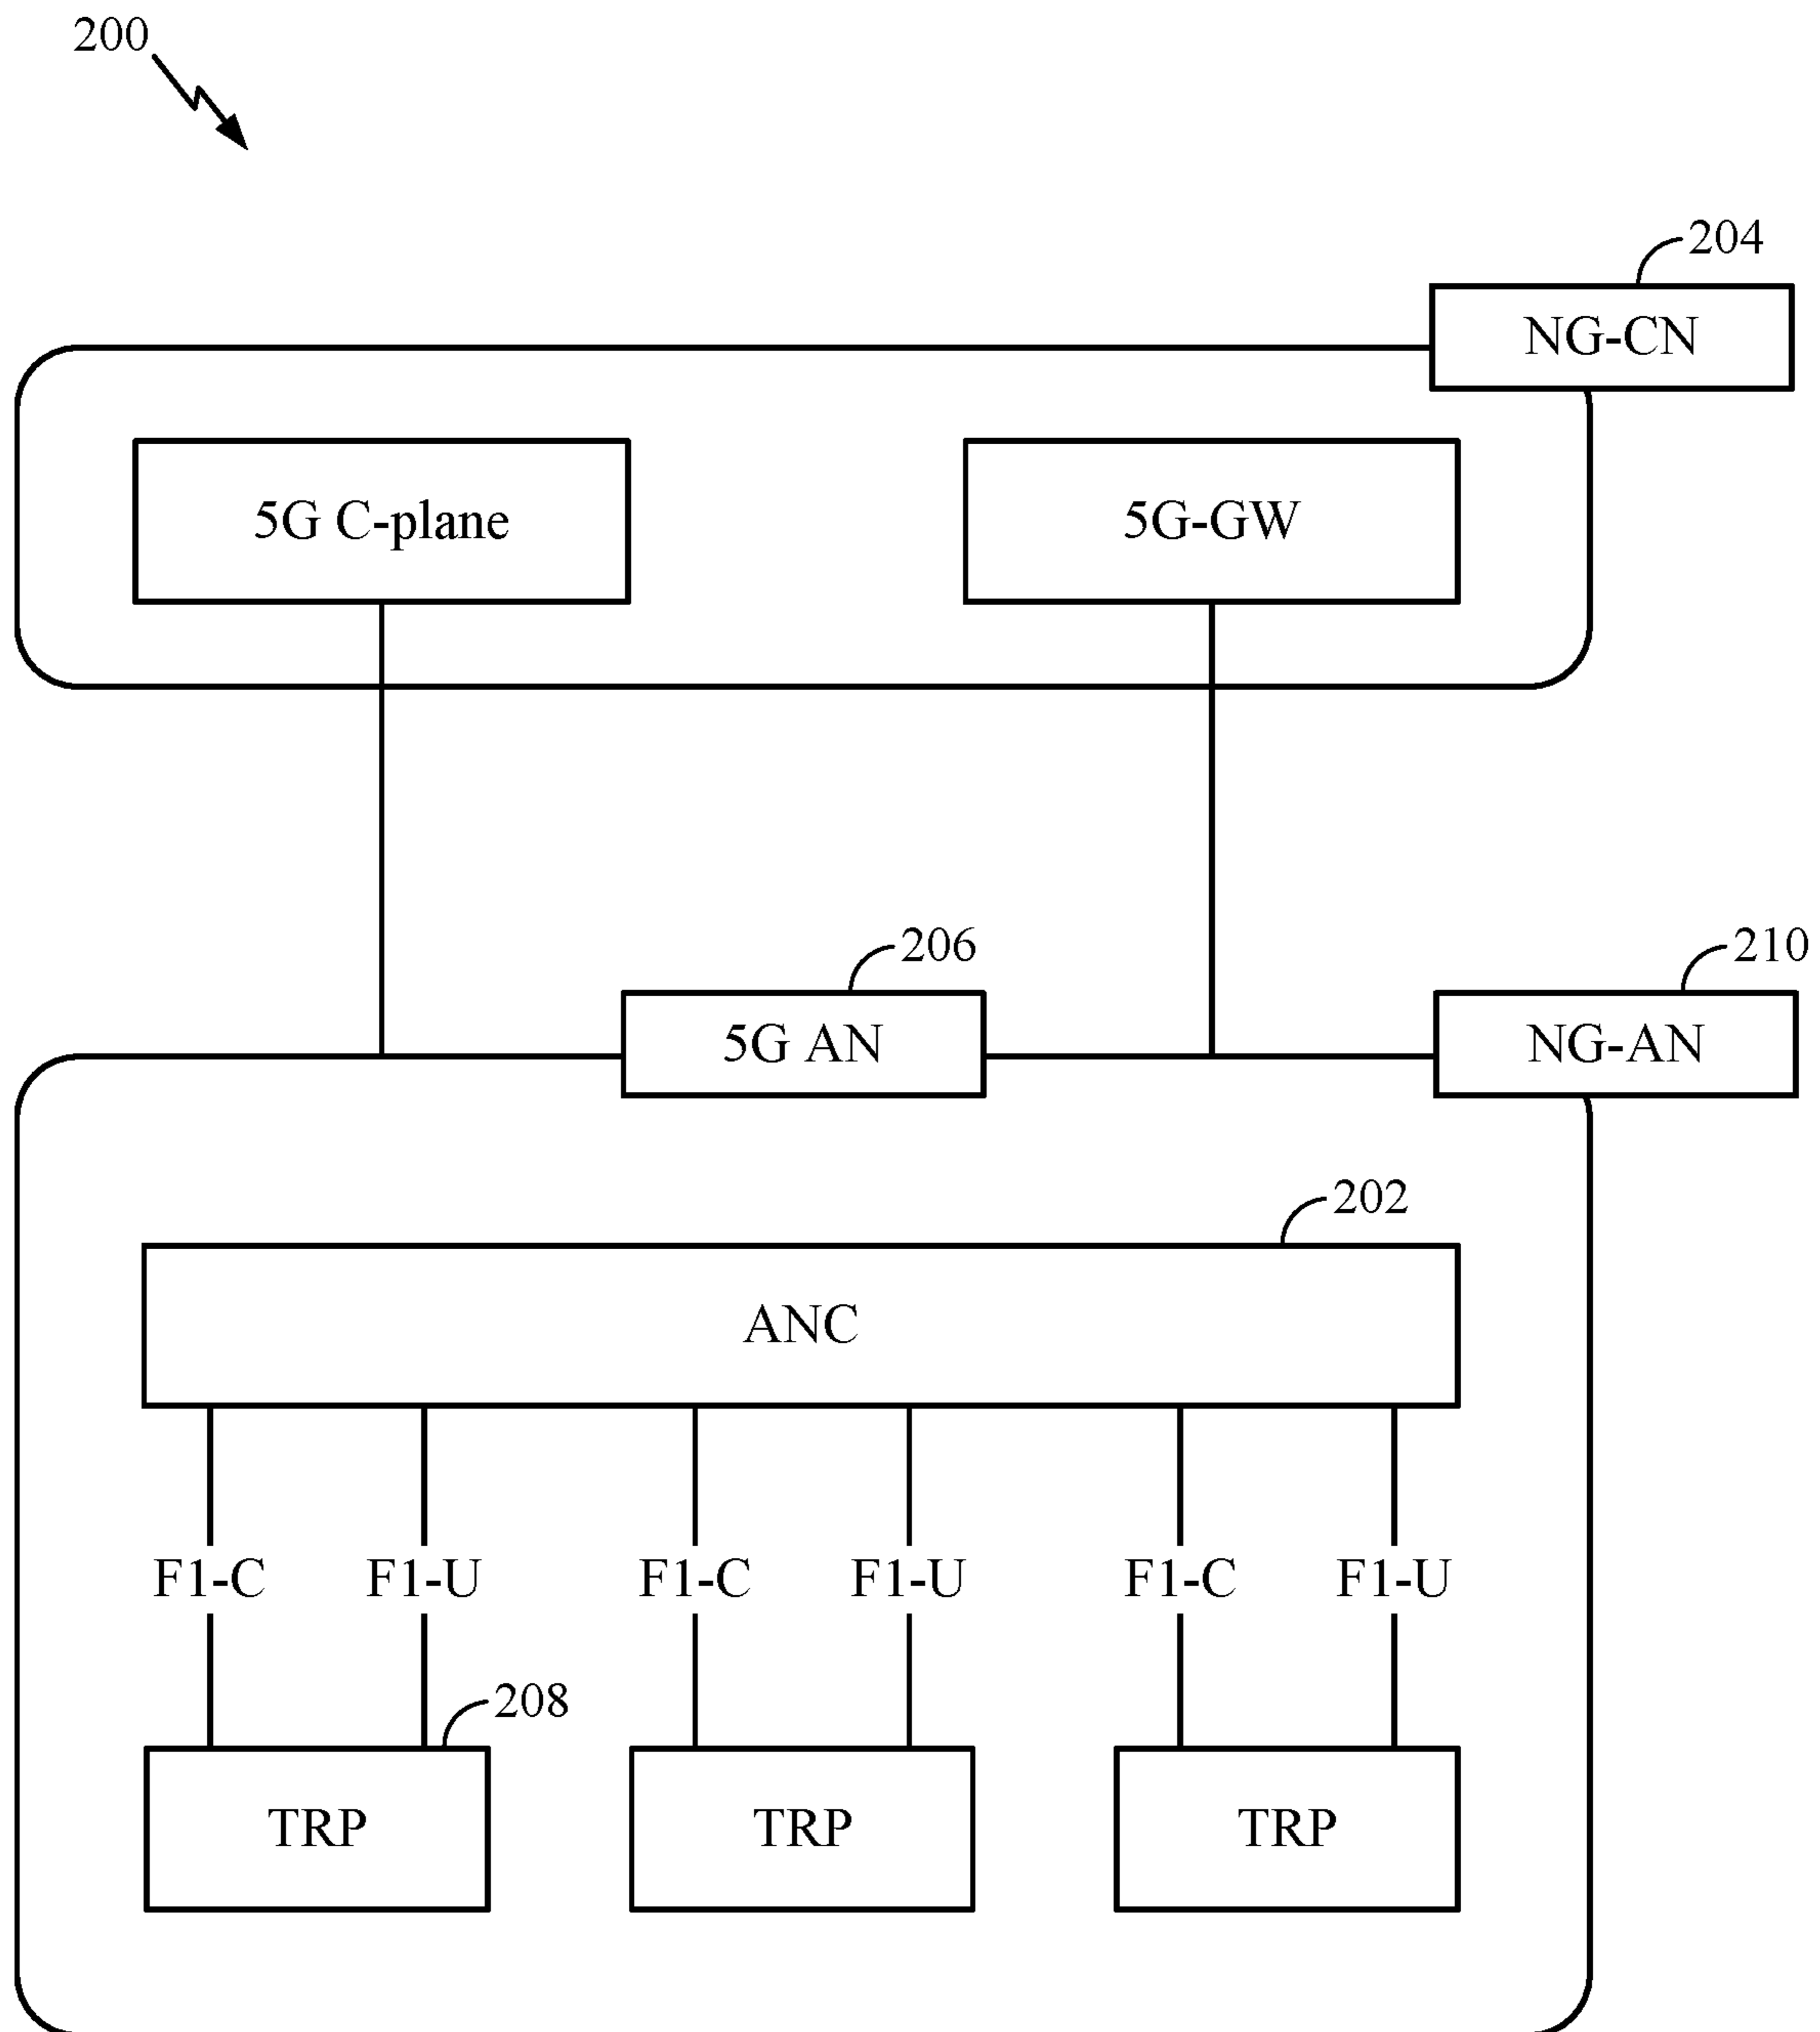 200
204
NG-CN
5G C-plane
5G-GW
206
210
5G AN
NG-AN
202
ANC
F1-C
F1-U
F1-C
F1-U
F1-C
F1-U
208
TRP
TRP
TRP